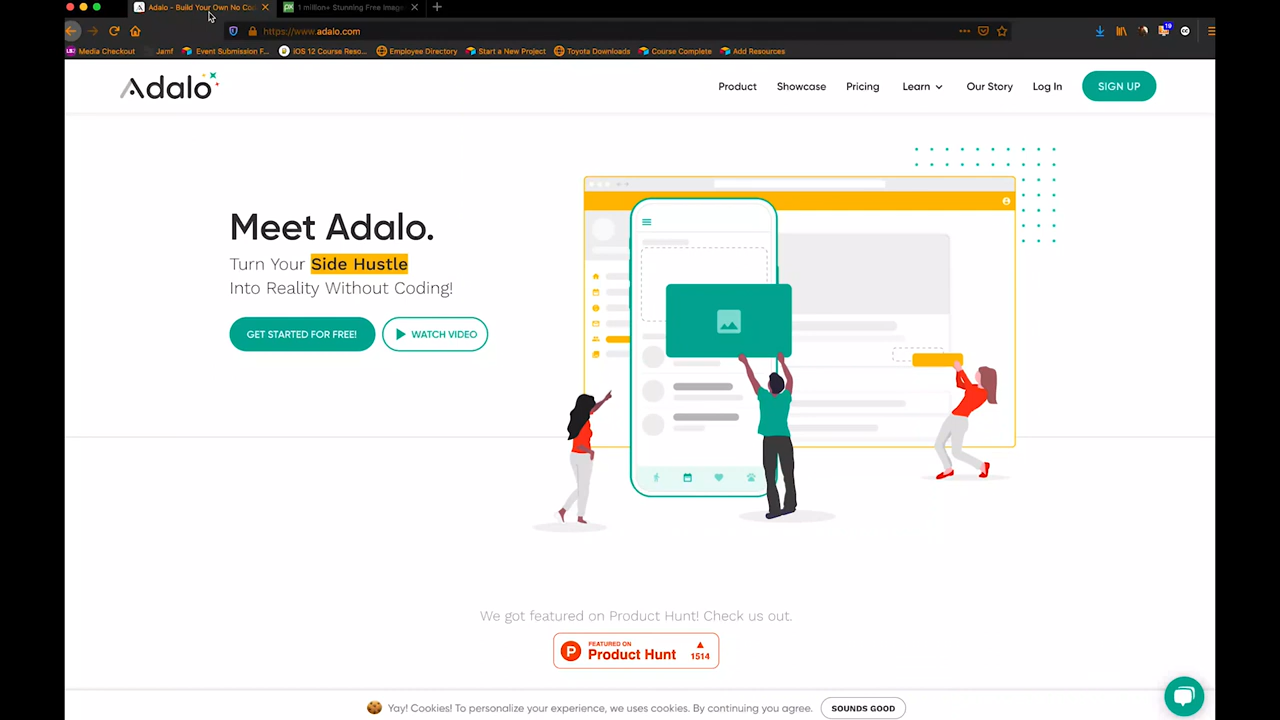 Adalo - Build Your Own No Co
1 million+ Stunning Free Image
https://www.adalo.com
19
Media Checkout
Jamf
Event Submission F...
iOS 12 Course Reso...
Employee Directory
Start a New Project
Toyota Downloads
Course Complete
Add Resources
Adalo
Product
Showcase
Pricing
Learn
Our Story
Log In
SIGN UP
Meet Adalo.
Turn Your Side Hustle
Into Reality Without Coding!
GET STARTED FOR FREE!
WATCH VIDEO
We got featured on Product Hunt! Check us out.
P
FEATURED ON
Product Hunt
1514
Yay! Cookies! To personalize your experience, we uses cookies. By continuing you agree.
SOUNDS GOOD